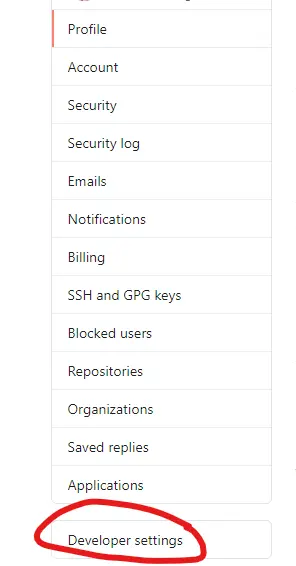 Profile
Account
Security
Security log
Emails
Notifications
Billing
SSH and GPG keys
Blocked users
Repositories
Organizations
Saved replies
Applications
Developer settings